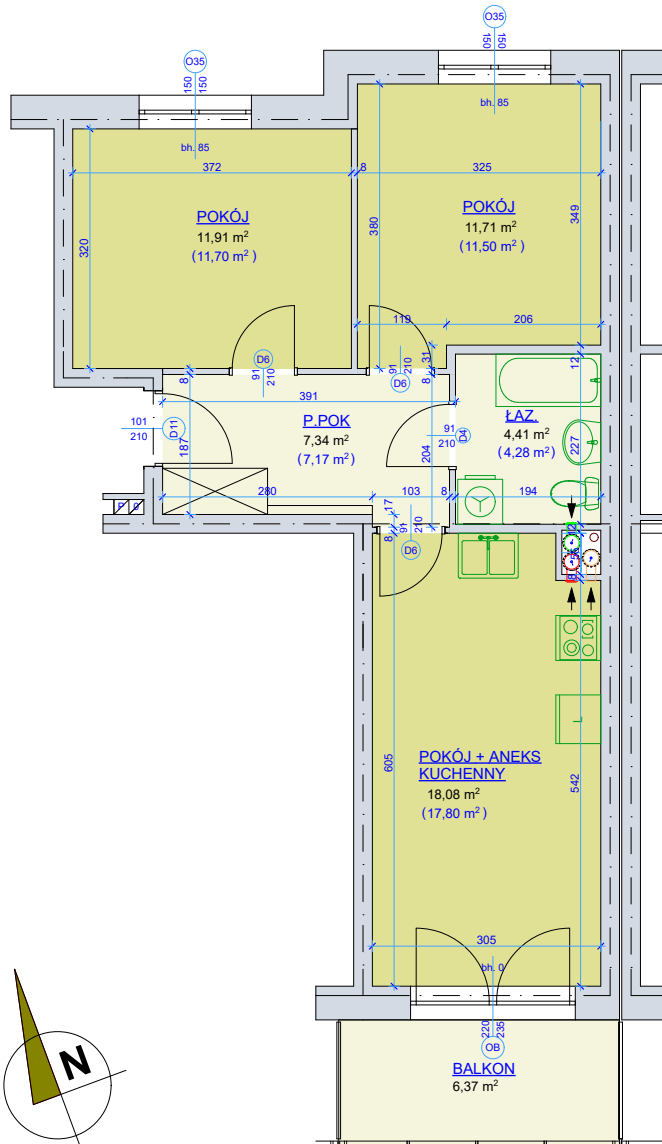 O35
150
150
O35
150
150
bh. 85
bh. 85
372
8
325
POKÓJ
11,91 m²
(11,70 m² )
POKÓJ
11,71 m²
(11,50 m² )
320
380
349
119
206
D6
91
210
D6
91
210
31
8
8
12
391
101
210
D11
187
P.POK
7,34 m²
(7,17 m² )
91
210
D4
204
ŁAZ.
4,41 m²
(4,28 m² )
227
280
103
8
194
17
8
91
210
D6
P
12
8
L
605
POKÓJ + ANEKS
KUCHENNY
18,08 m²
(17,80 m² )
542
305
bh. 0
220
235
OB
BALKON
6,37 m²
N